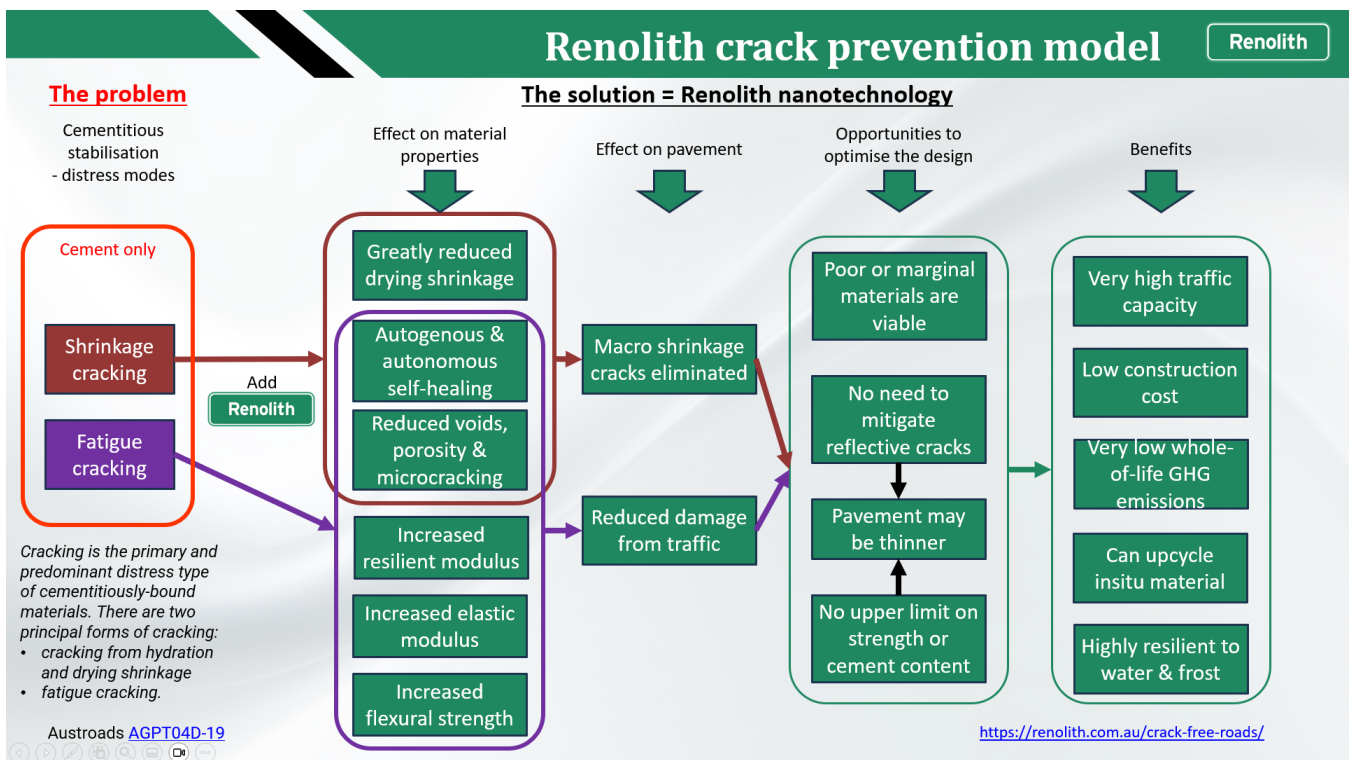 Renolith crack prevention model
Renolith
The problem
The solution = Renolith nanotechnology
Cementitious
stabilisation
- distress modes
Effect on material
properties
Effect on pavement
Opportunities to
optimise the design
Benefits
Cement only
Shrinkage
cracking
Fatigue
cracking
Add
Renolith
Greatly reduced
drying shrinkage
Autogenous &
autonomous
self-healing
Reduced voids,
porosity &
microcracking
Increased
resilient modulus
Increased elastic
modulus
Increased
flexural strength
Macro shrinkage
cracks eliminated
Reduced damage
from traffic
Poor or marginal
materials are
viable
No need to
mitigate
reflective cracks
Pavement may
be thinner
No upper limit on
strength or
cement content
Very high traffic
capacity
Low construction
cost
Very low whole-
of-life GHG
emissions
Can upcycle
insitu material
Highly resilient to
water & frost
Cracking is the primary and
predominant distress type
of cementitiously-bound
materials. There are two
principal forms of cracking:
• cracking from hydration
and drying shrinkage
• fatigue cracking.
Austroads AGPT04D-19
https://renolith.com.au/crack-free-roads/